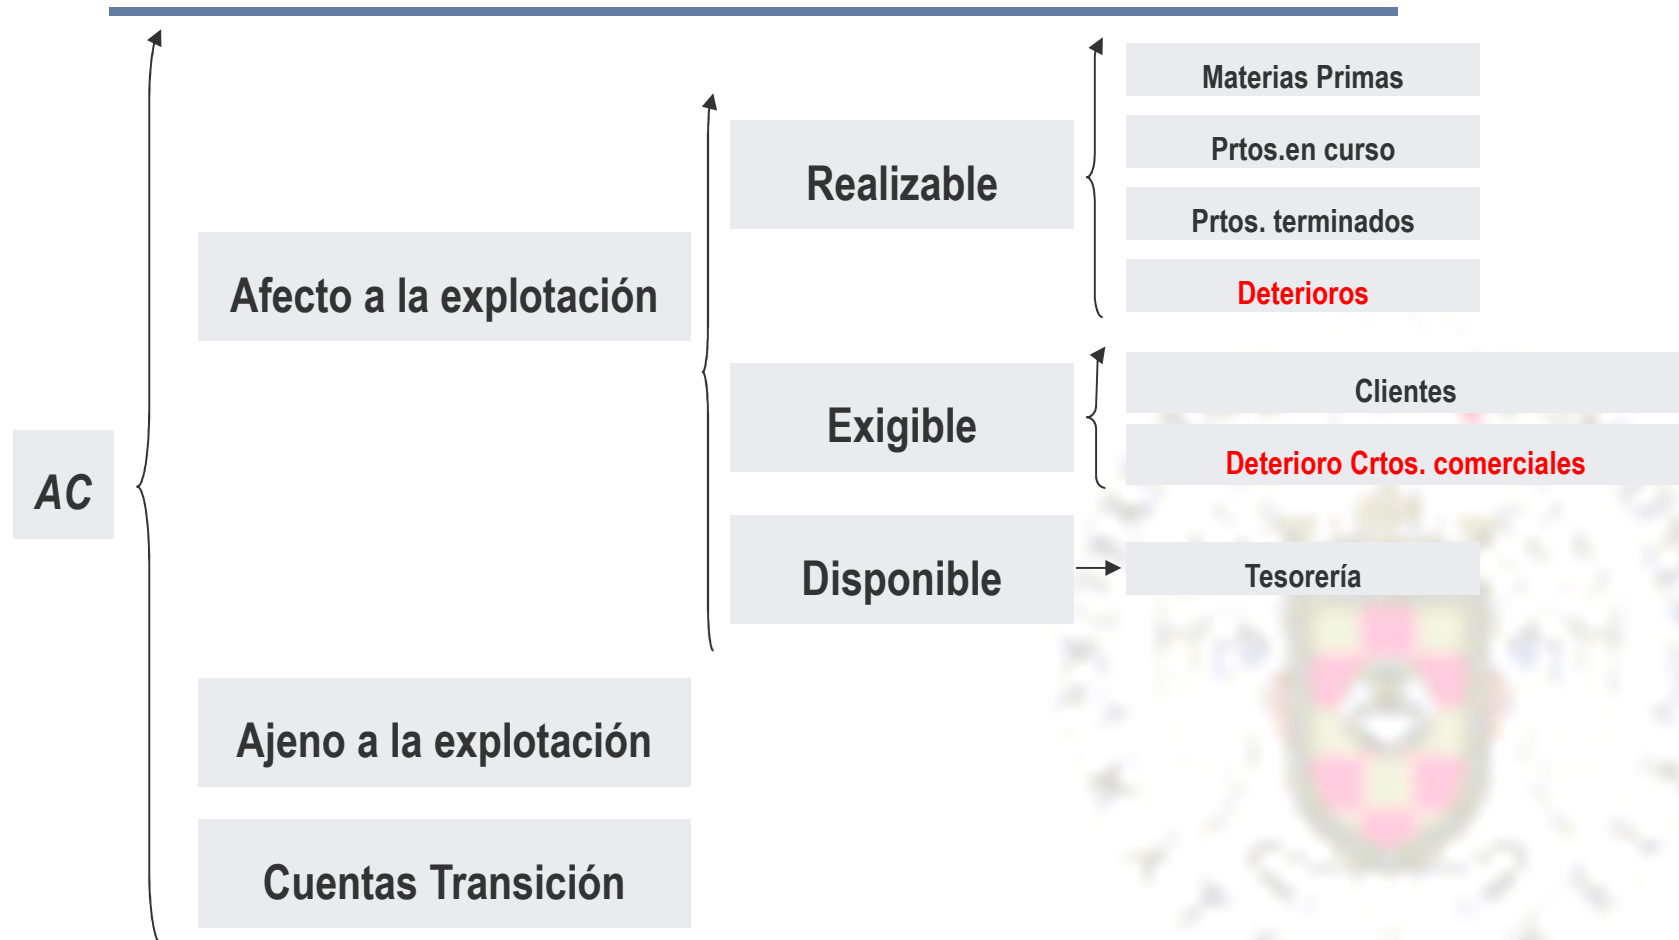 AC
Afecto a la explotación
Realizable
Materias Primas
Prtos.en curso
Prtos. terminados
Deterioros
Exigible
Clientes
Deterioro Crtos. comerciales
Disponible
Tesorería
Ajeno a la explotación
Cuentas Transición